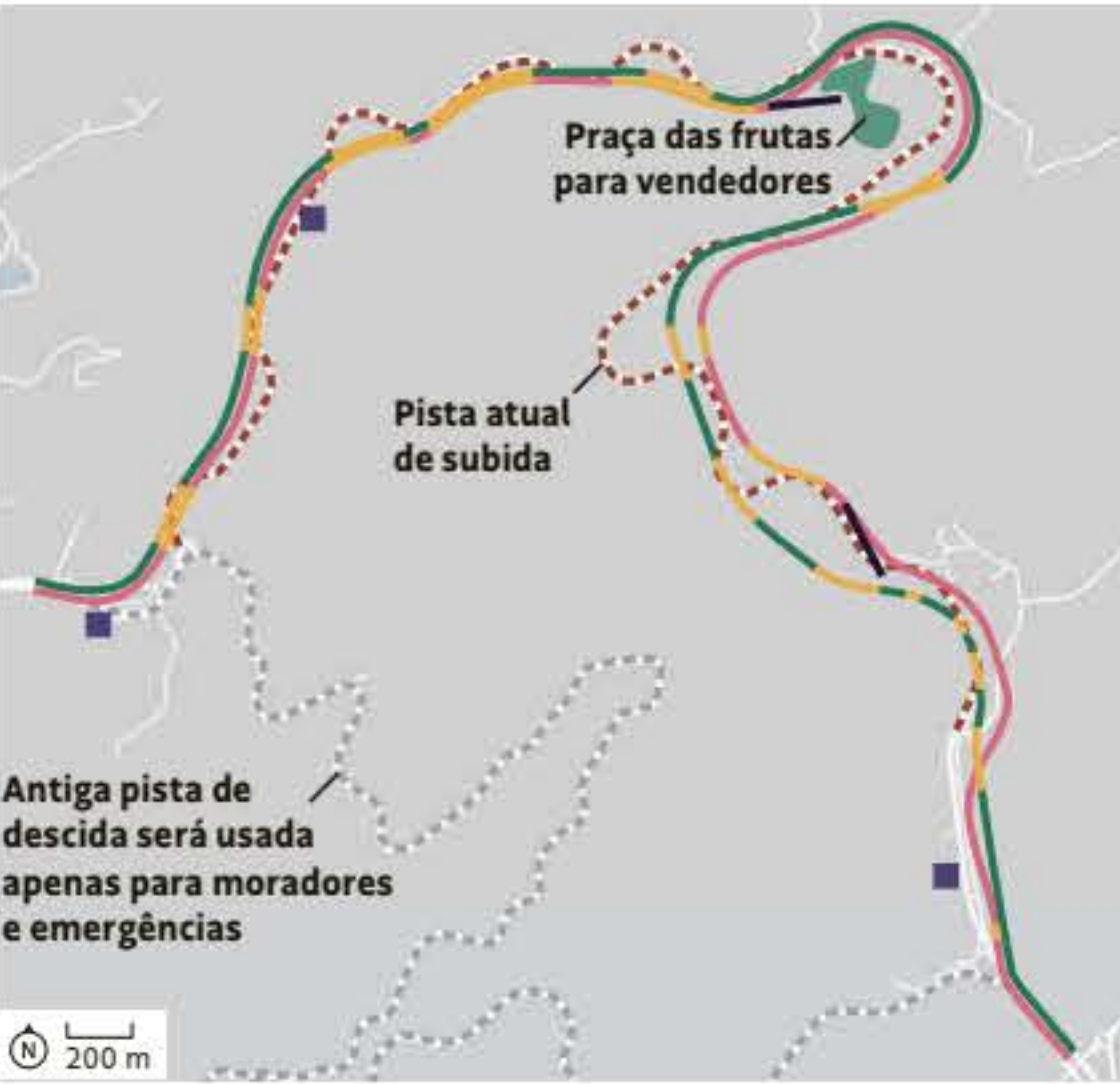 Praça das frutas
para vendedores
Pista atual
de subida
Antiga pista de
descida será usada
apenas para moradores
e emergências
N
200 m